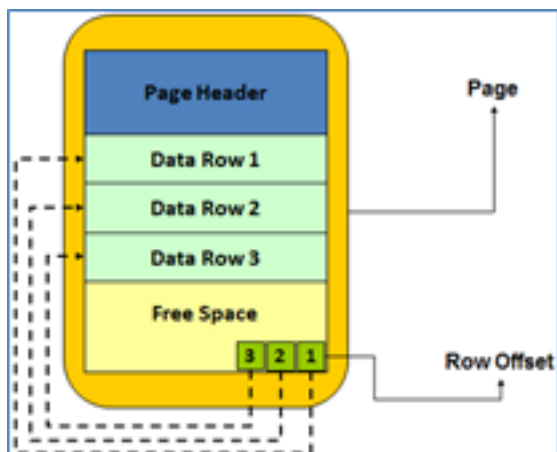 Page Header
Page
Data Row 1
Data Row 2
Data Row 3
Free Space
3 2 1
Row Offset